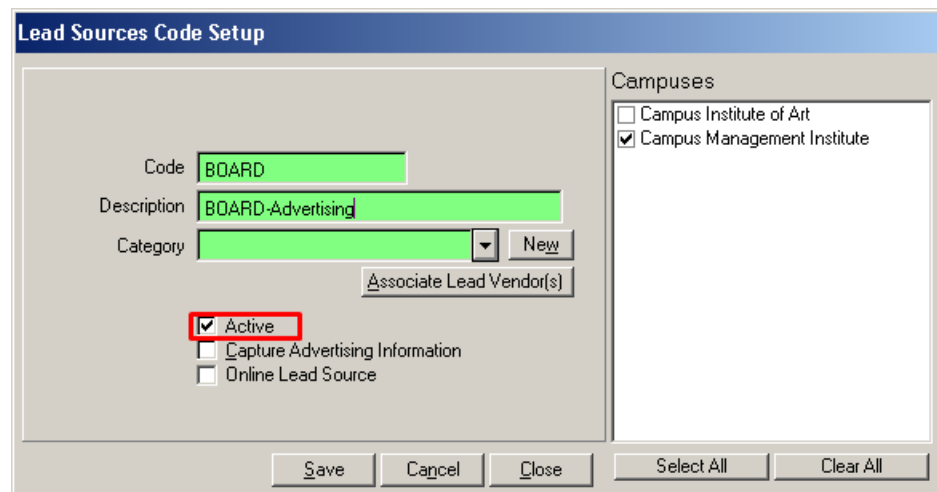 Lead Sources Code Setup
Campuses
Campus Institute of Art
Campus Management Institute
Code BOARD
Description BOARD-Advertising
Category New
Associate Lead Vendor(s)
Active
Capture Advertising Information
Online Lead Source
Save Cancel Close Select All Clear All